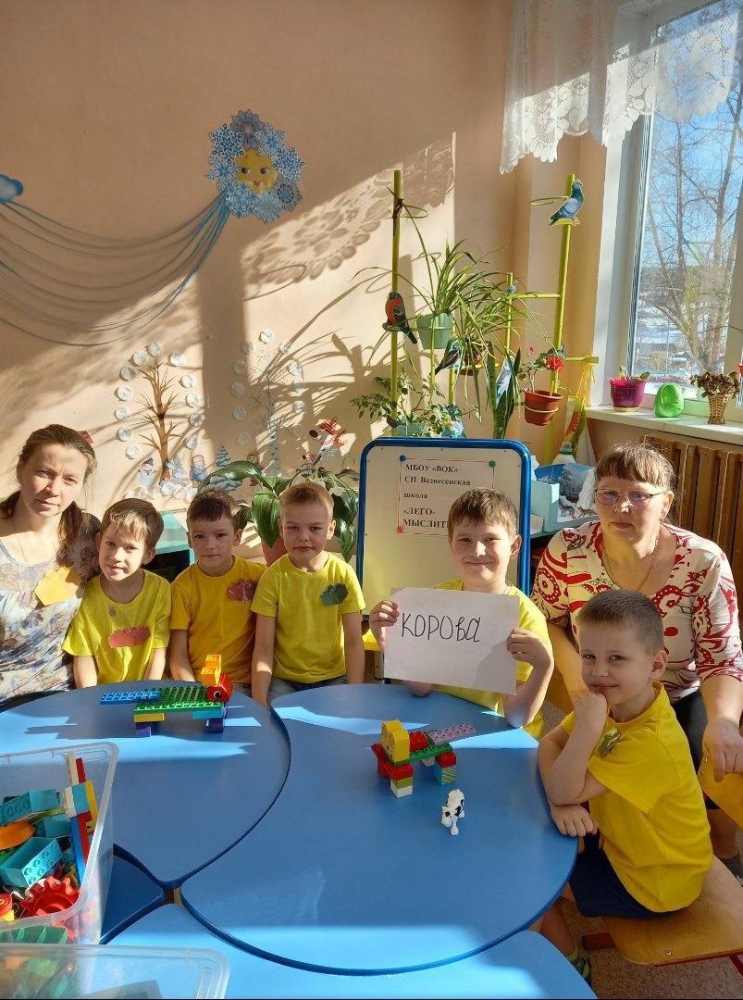 МБОУ «ВОК»
СП Вознесенская
школа
«ЛЕГО-
МЫСЛИТ
КОРОВА